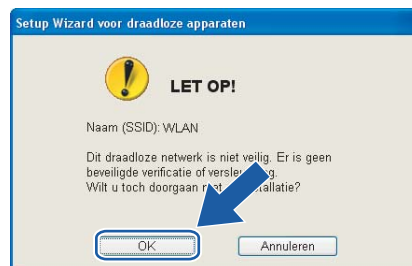 Setup Wizard voor draadloze apparaten
LET OP!
Naam (SSID): WLAN
Dit draadloze netwerk is niet veilig. Er is geen
beveiligde verificatie of
Wilt u toch doorgaan
OK
Annuleren